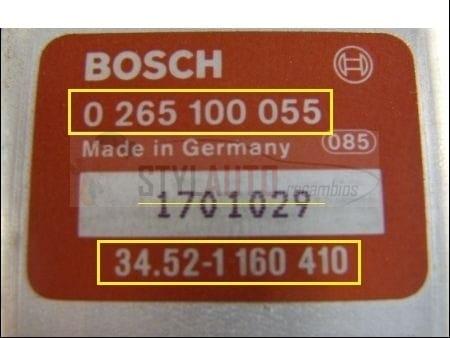 BOSCH
0 265 100 055
Made in Germany 085
STYLAUTO
recambios
1701029
34.52-1 160 410